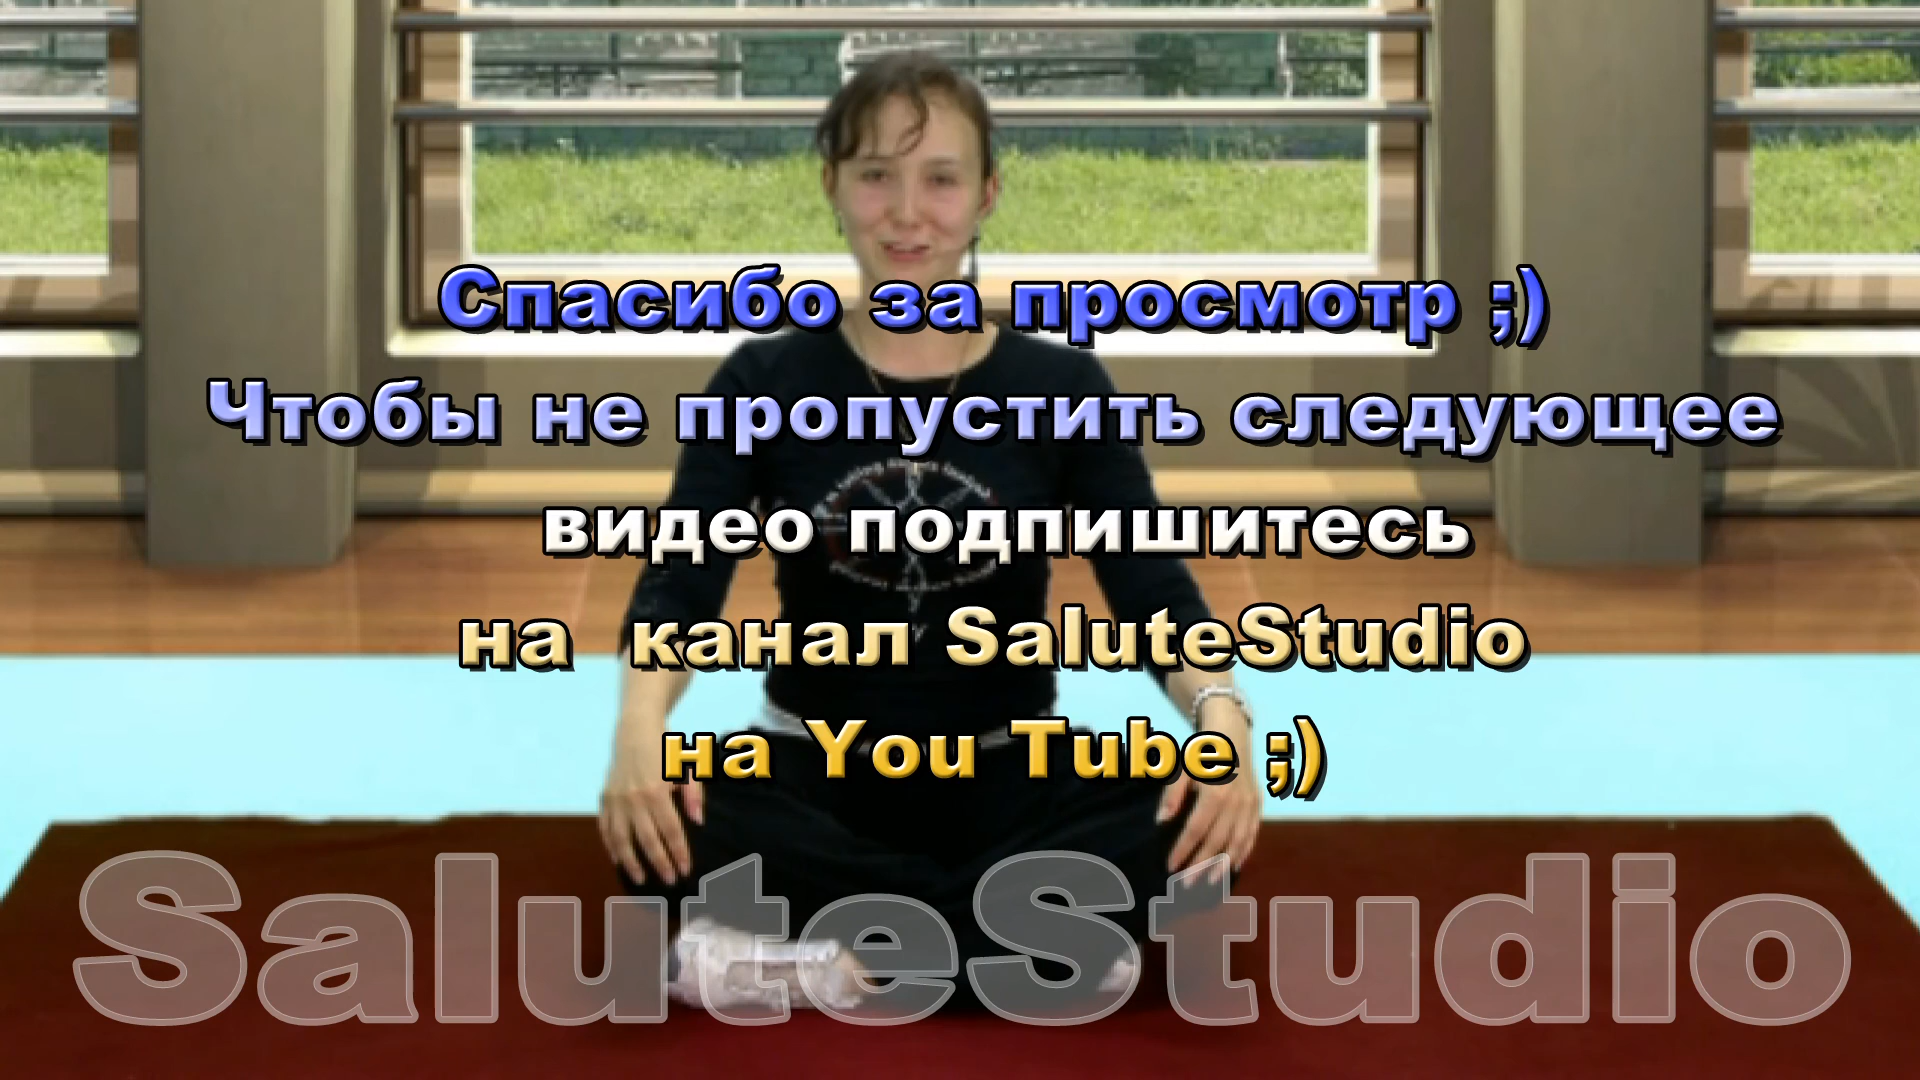 Спасибо за просмотр ;)
Чтобы не пропустить следующее
видео подпишитесь
на канал SaluteStudio
на You Tube ;)
SaluteStudio